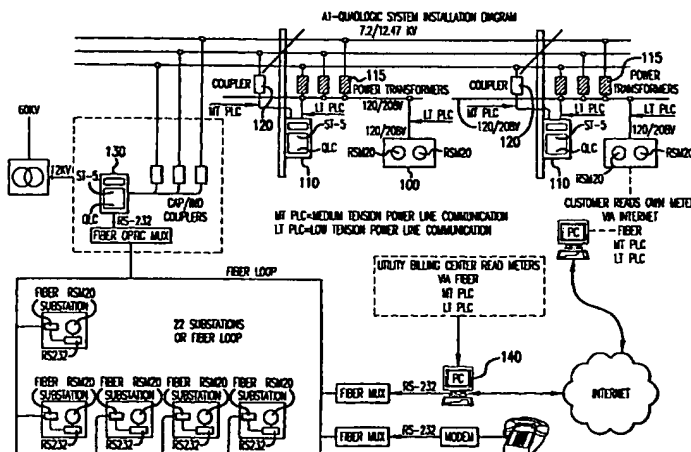 A1-QUADLOGIC SYSTEM INSTALLATION DIAGRAM
7.2/12.47 KV
60KV
12KV
130
ST-5
QLC
RS-232
FIBER OPTIC MUX
CAP/IND
COUPLERS
COUPLER
115
POWER TRANSFORMERS
120/208V
MT PLC
120
LT PLC
ST-5
QLC
110
120/208V
LT PLC
RSM20
RSM20
100
COUPLER
115
POWER
TRANSFORMERS
MT PLC
120/208V
120
LT PLC
ST-5
QLC
110
120/208V
LT PLC
RSM20
RSM20
MT PLC=MEDIUM TENSION POWER LINE COMMUNICATION
LT PLC=LOW TENSION POWER LINE COMMUNICATION
CUSTOMER READS OWN METER
VIA INTERNET
PC
FIBER
MT PLC
LT PLC
FIBER LOOP
UTILITY BILLING CENTER READ METERS
VIA FIBER
MT PLC
LT PLC
FIBER RSM20
SUBSTATION
RS232
22 SUBSTATIONS
OR FIBER LOOP
FIBER RSM20
SUBSTATION
RS232
FIBER RSM20
SUBSTATION
RS232
FIBER RSM20
SUBSTATION
RS232
FIBER RSM20
SUBSTATION
RS232
FIBER MUX
RS-232
PC
140
INTERNET
FIBER MUX
RS-232
MODEM